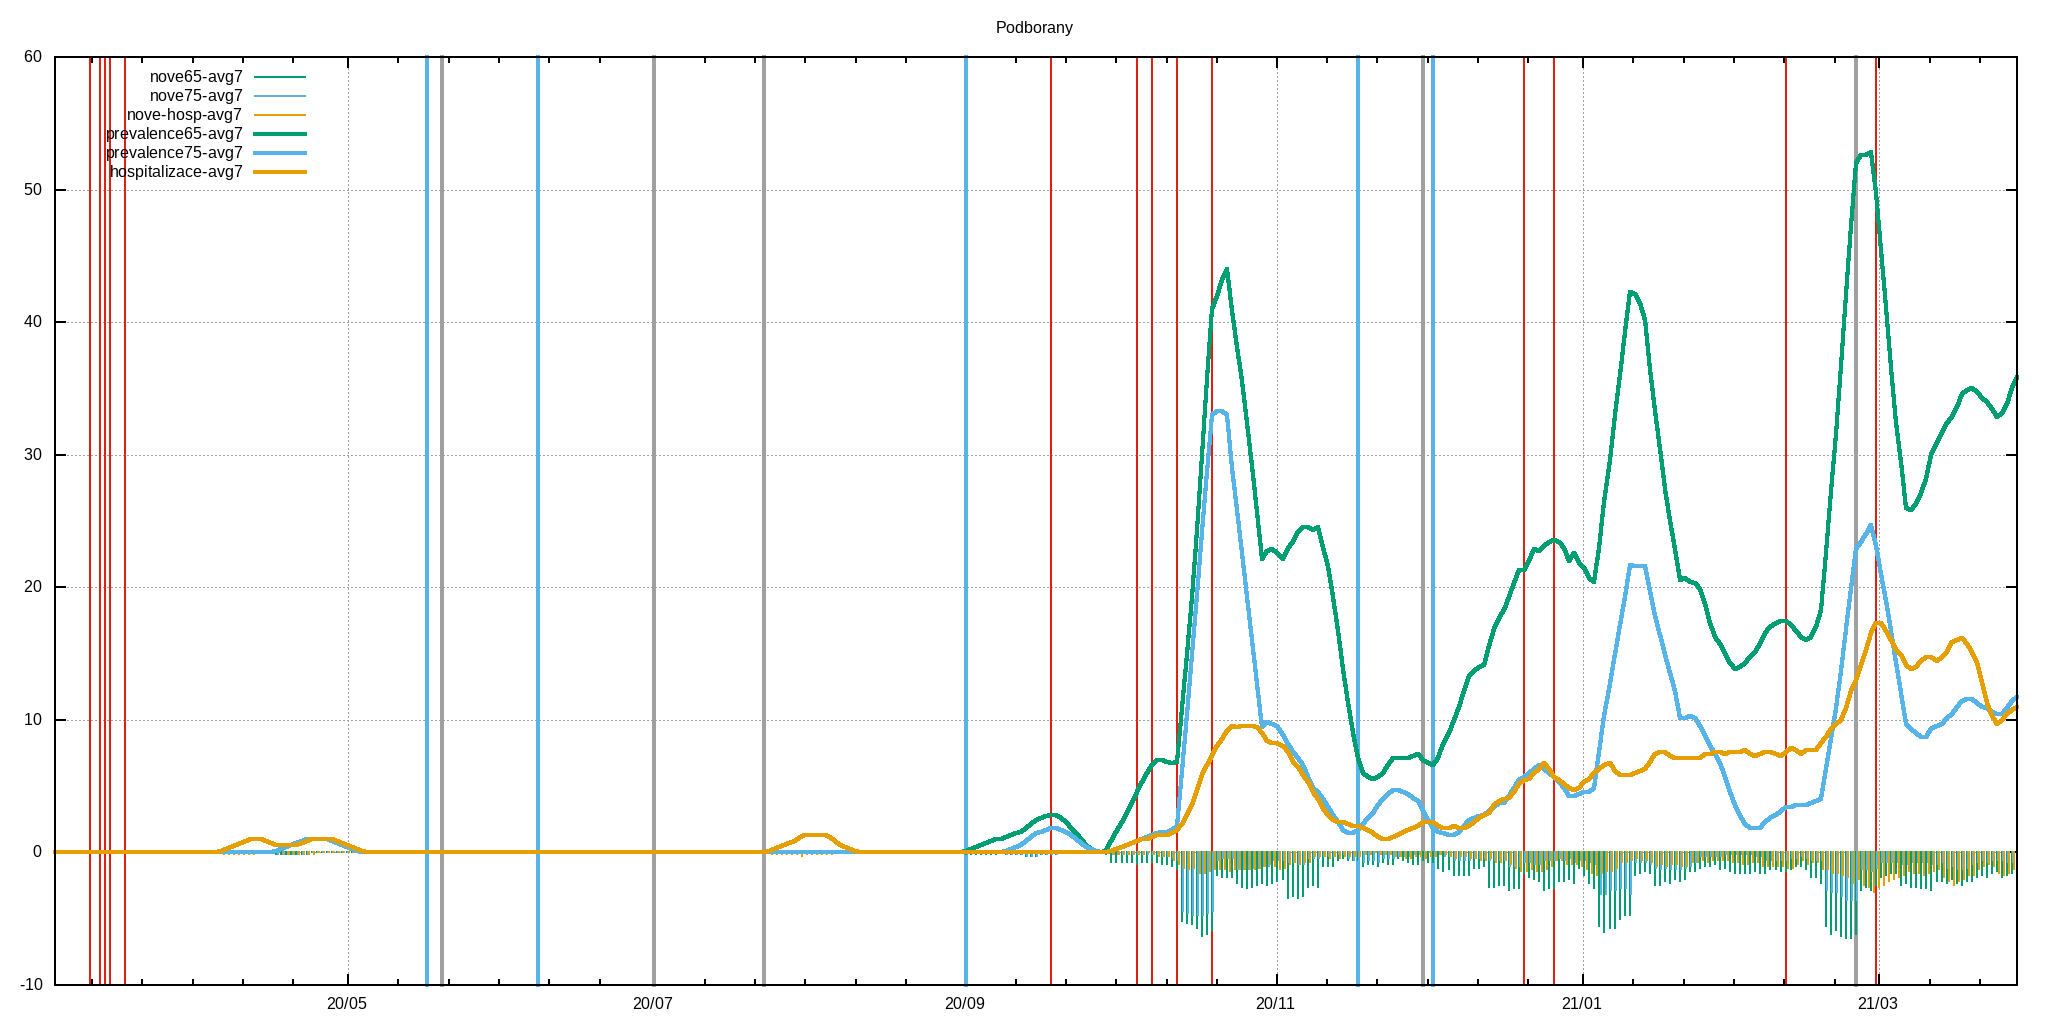 Podborany
60
50
40
30
20
10
0
-10
nove65-avg7
nove75-avg7
nove-hosp-avg7
prevalence65-avg7
prevalence75-avg7
hospitalizace-avg7
20/05 20/07 20/09 20/11 21/01 21/03